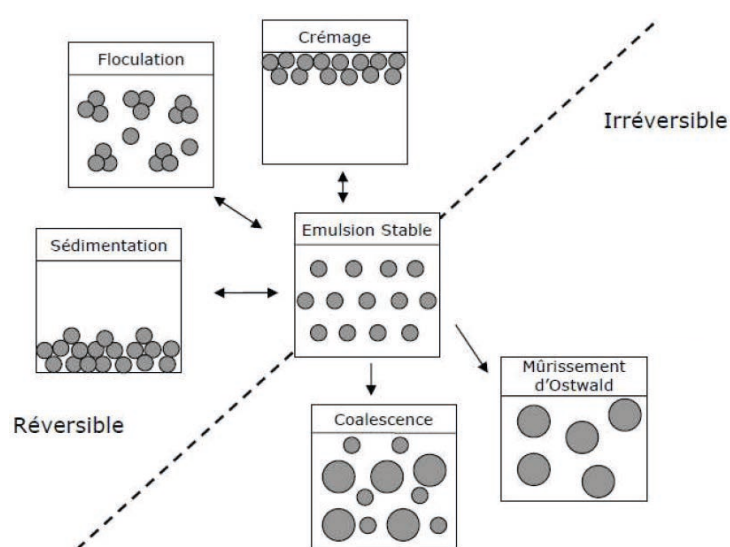 Crémage
Floculation
Irréversible
Emulsion Stable
Sédimentation
Mûrissement
d'Ostwald
Réversible
Coalescence